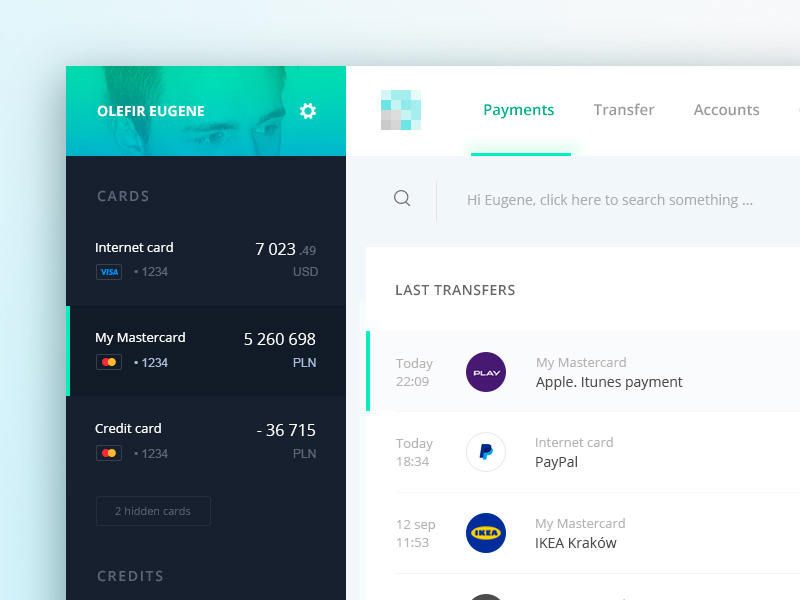 OLEFIR EUGENE
Payments
Transfer
Accounts
CARDS
Internet card
7 023 .49
VISA
• 1234
USD
My Mastercard
5 260 698
• 1234
PLN
Credit card
- 36 715
• 1234
PLN
2 hidden cards
CREDITS
Hi Eugene, click here to search something ...
LAST TRANSFERS
Today
22:09
PLAY
My Mastercard
Apple. Itunes payment
Today
18:34
Internet card
PayPal
12 sep
11:53
IKEA
My Mastercard
IKEA Kraków